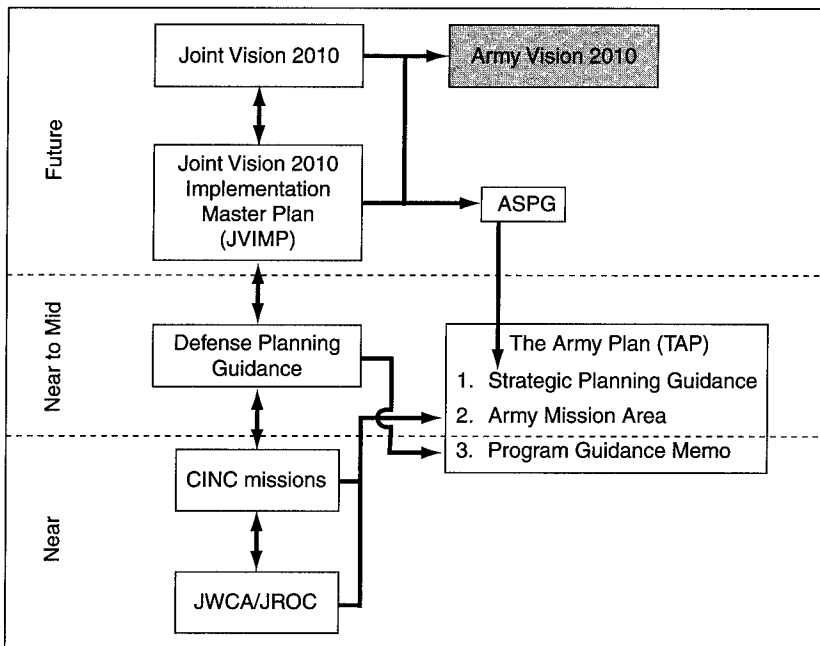 Future
Joint Vision 2010
Army Vision 2010
Joint Vision 2010
Implementation
Master Plan
(JVIMP)
ASPG
Near to Mid
Defense Planning
Guidance
The Army Plan (TAP)
1. Strategic Planning Guidance
2. Army Mission Area
3. Program Guidance Memo
Near
CINC missions
JWCA/JROC